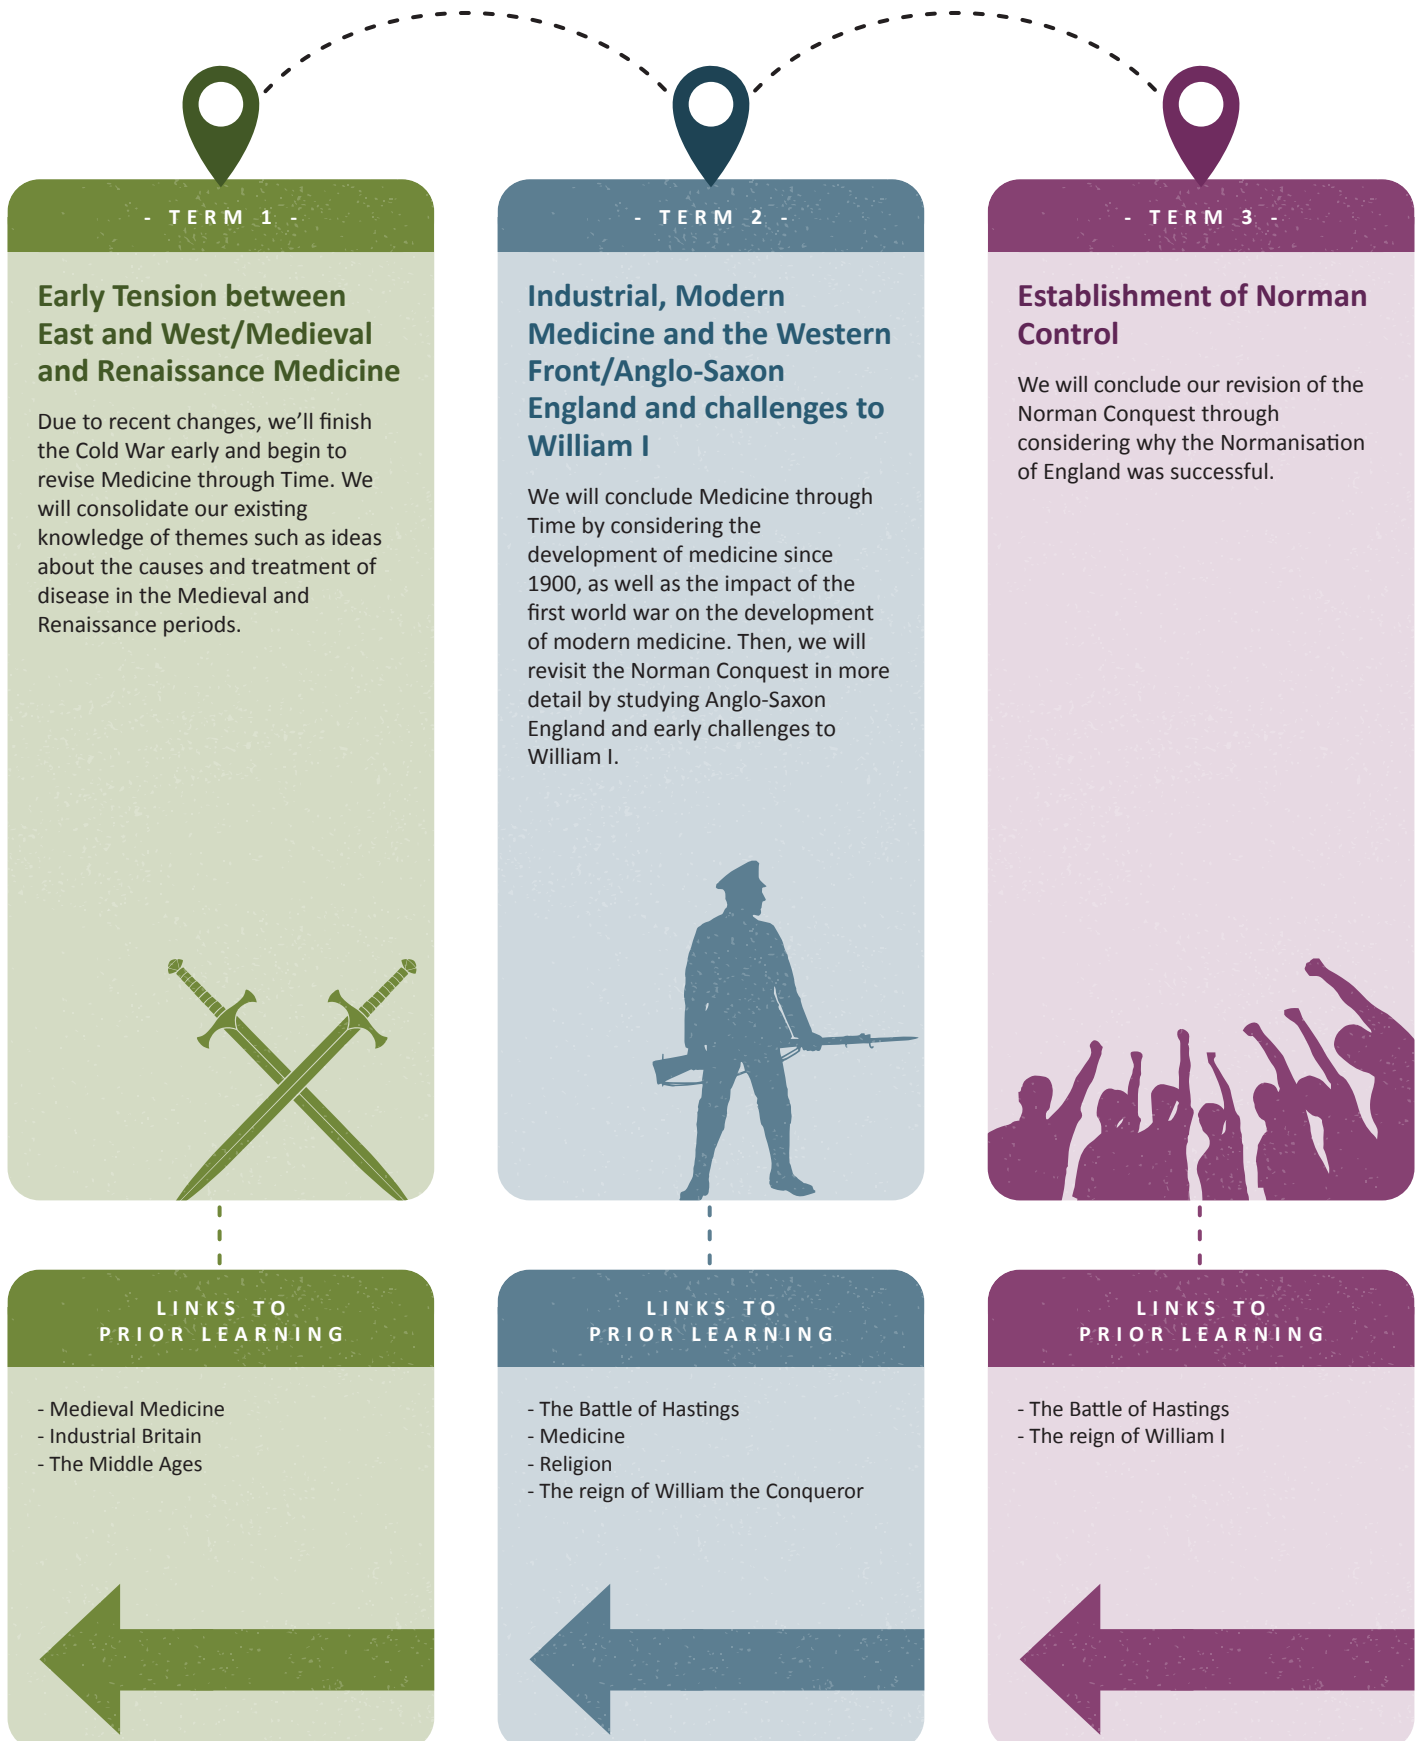 - TERM 1 -
Early Tension between
East and West/Medieval
and Renaissance Medicine
Due to recent changes, we'll finish
the Cold War early and begin to
revise Medicine through Time. We
will consolidate our existing
knowledge of themes such as ideas
about the causes and treatment of
disease in the Medieval and
Renaissance periods.
LINKS TO
PRIOR LEARNING
- Medieval Medicine
- Industrial Britain
- The Middle Ages
- TERM 2 -
Industrial, Modern
Medicine and the Western
Front/Anglo-Saxon
England and challenges to
William I
We will conclude Medicine through
Time by considering the
development of medicine since
1900, as well as the impact of the
first world war on the development
of modern medicine. Then, we will
revisit the Norman Conquest in more
detail by studying Anglo-Saxon
England and early challenges to
William I.
LINKS TO
PRIOR LEARNING
- The Battle of Hastings
- Medicine
- Religion
- The reign of William the Conqueror
- TERM 3 -
Establishment of Norman
Control
We will conclude our revision of the
Norman Conquest through
considering why the Normanisation
of England was successful.
LINKS TO
PRIOR LEARNING
- The Battle of Hastings
- The reign of William I